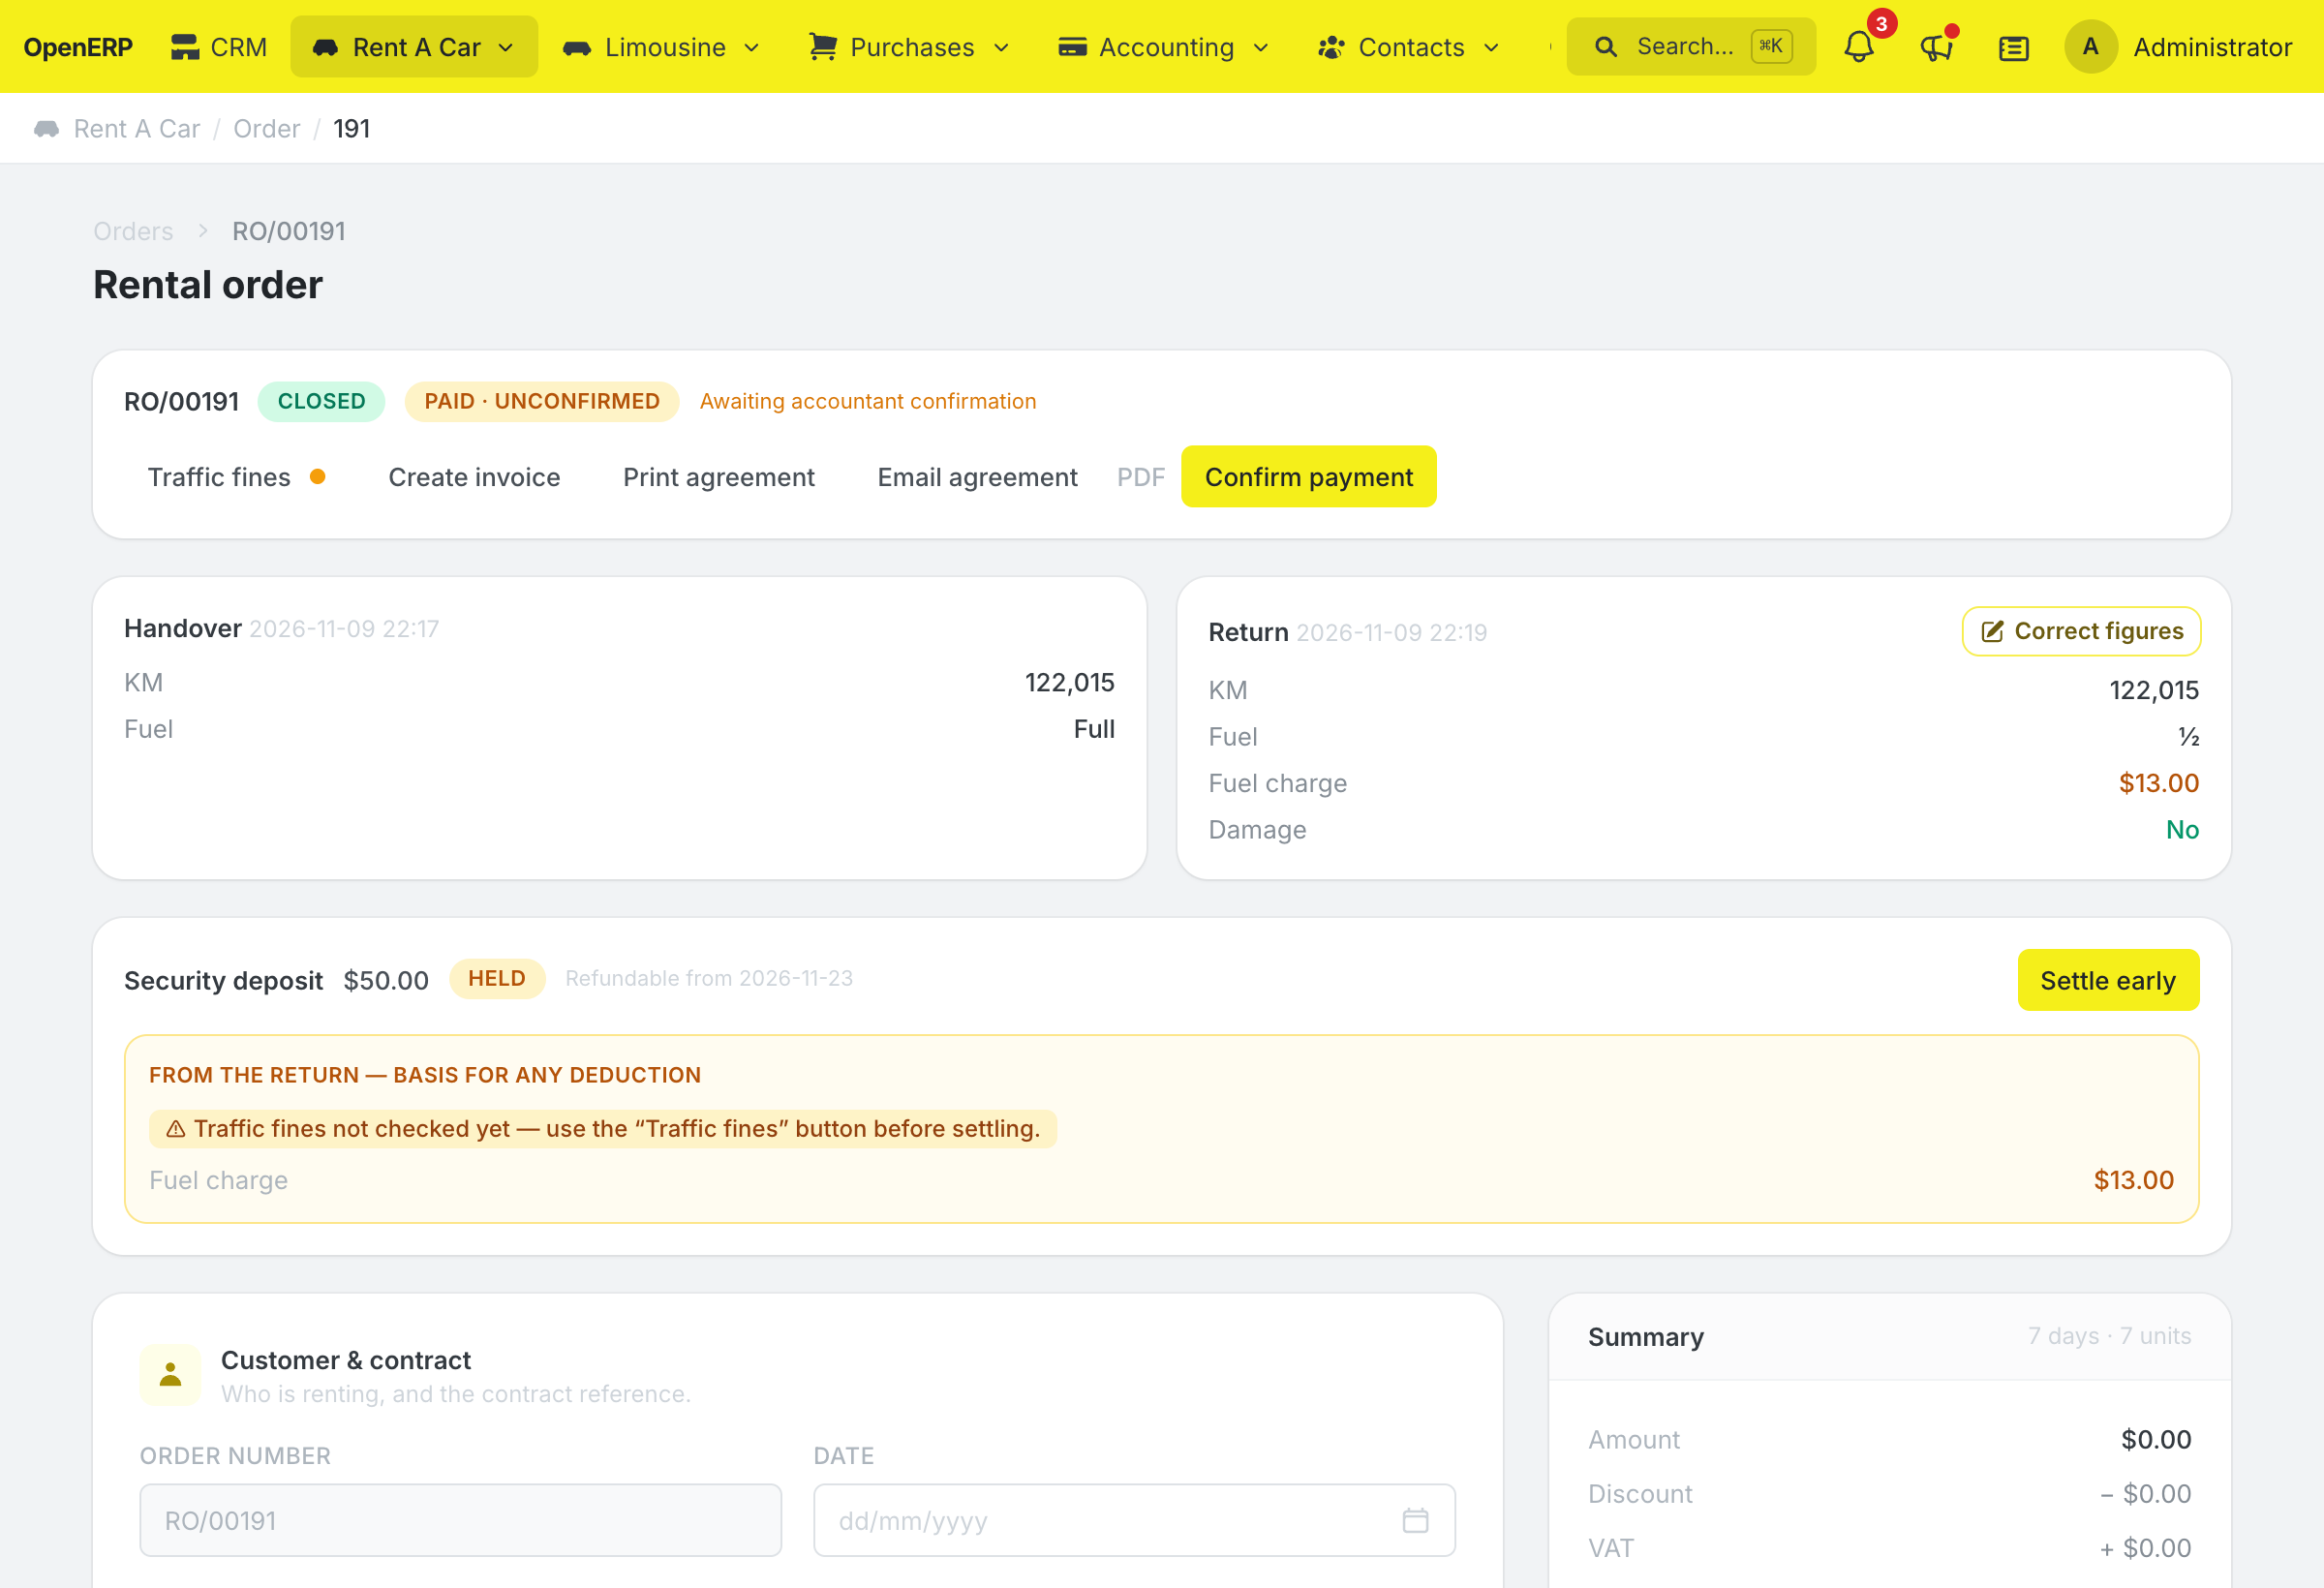 OpenERP CRM Rent A Car Limousine Purchases Accounting Contacts Search... ⌘K 3 A Administrator
Rent A Car / Order / 191
Orders > RO/00191
Rental order
RO/00191 CLOSED PAID · UNCONFIRMED Awaiting accountant confirmation
Traffic fines Create invoice Print agreement Email agreement PDF Confirm payment
Handover 2026-11-09 22:17
KM 122,015
Fuel Full
Return 2026-11-09 22:19 Correct figures
KM 122,015
Fuel ½
Fuel charge $13.00
Damage No
Security deposit $50.00 HELD Refundable from 2026-11-23 Settle early
FROM THE RETURN — BASIS FOR ANY DEDUCTION
Traffic fines not checked yet — use the “Traffic fines” button before settling.
Fuel charge $13.00
Customer & contract
Who is renting, and the contract reference.
ORDER NUMBER DATE
RO/00191 dd/mm/yyyy
Summary 7 days · 7 units
Amount $0.00
Discount – $0.00
VAT + $0.00